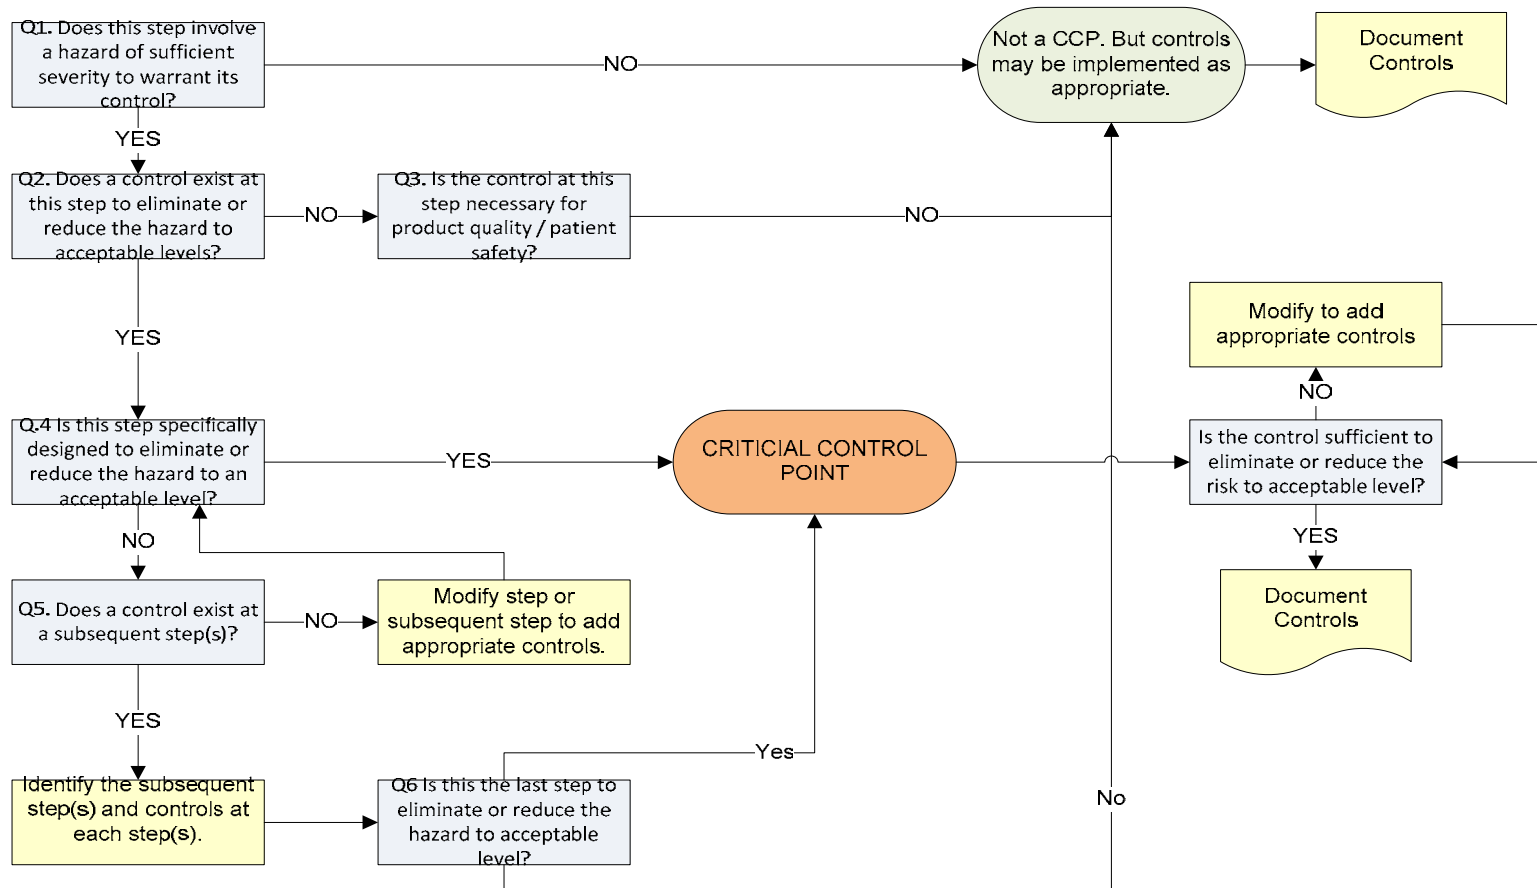 Q1. Does this step involve
a hazard of sufficient
severity to warrant its
control?
NO
Not a CCP. But controls
may be implemented as
appropriate.
Document
Controls
YES
Q2. Does a control exist at
this step to eliminate or
reduce the hazard to
acceptable levels?
NO
Q3. Is the control at this
step necessary for
product quality / patient
safety?
NO
YES
Modify to add
appropriate controls
NO
Q.4 Is this step specifically
designed to eliminate or
reduce the hazard to an
acceptable level?
YES
CRITICIAL CONTROL
POINT
Is the control sufficient to
eliminate or reduce the
risk to acceptable level?
YES
Document
Controls
NO
Q5. Does a control exist at
a subsequent step(s)?
NO
Modify step or
subsequent step to add
appropriate controls.
YES
Identify the subsequent
step(s) and controls at
each step(s).
Q6 Is this the last step to
eliminate or reduce the
hazard to acceptable
level?
Yes
No